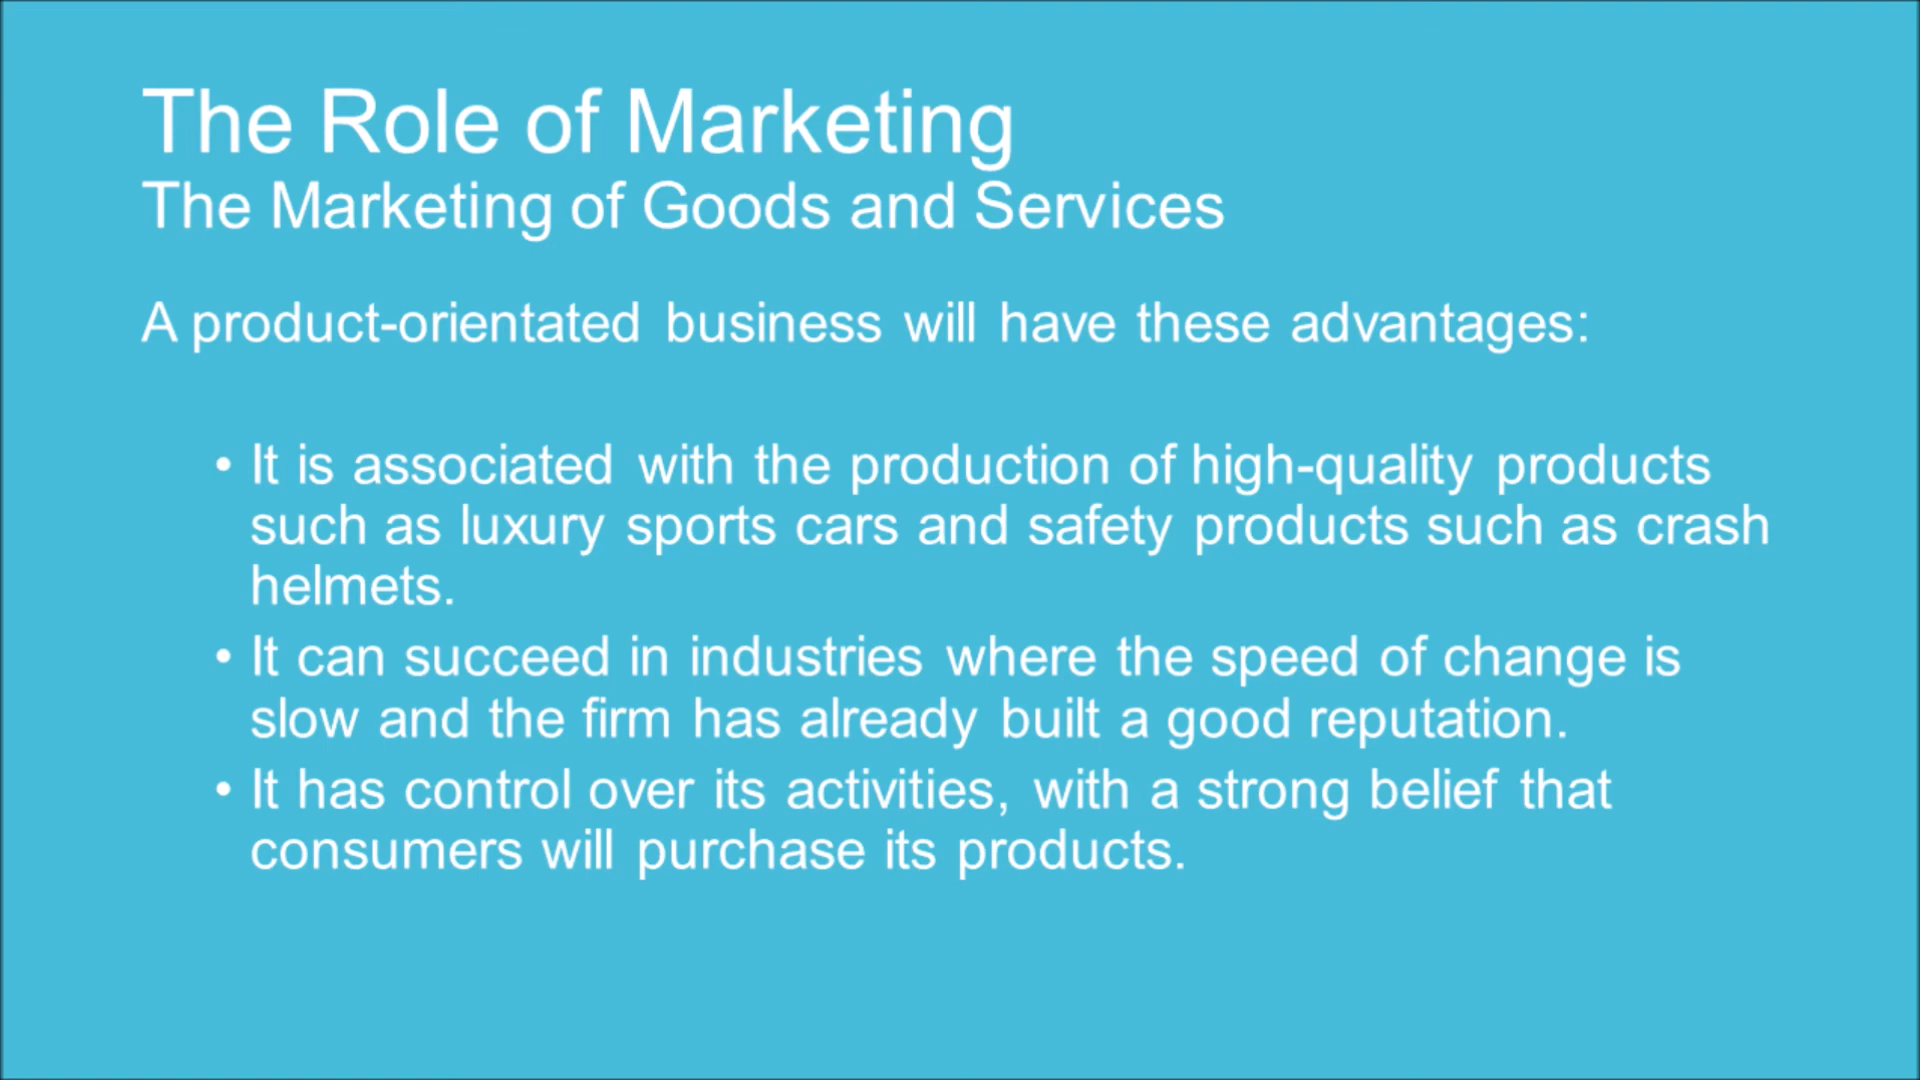 The Role of Marketing
The Marketing of Goods and Services
A product-orientated business will have these advantages:
• It is associated with the production of high-quality products
such as luxury sports cars and safety products such as crash
helmets.
• It can succeed in industries where the speed of change is
slow and the firm has already built a good reputation.
• It has control over its activities, with a strong belief that
consumers will purchase its products.